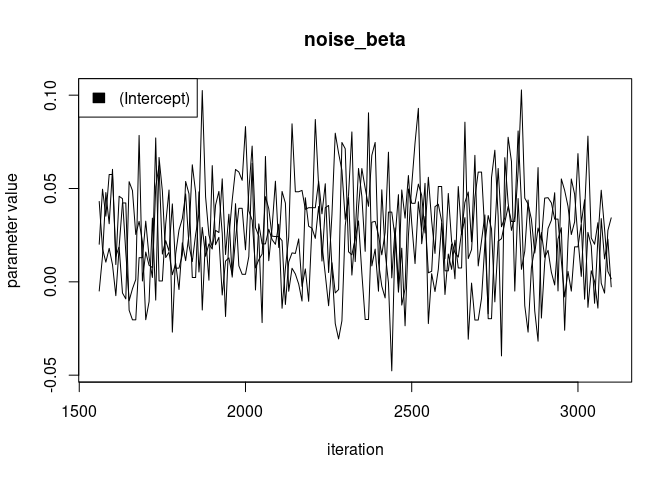 noise_beta
(Intercept)
parameter value
0.10
0.05
0.00
-0.05
1500 2000 2500 3000
iteration